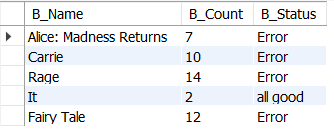 B_Name B_Count B_Status
Alice: Madness Returns 7 Error
Carrie 10 Error
Rage 14 Error
It 2 all good
Fairy Tale 12 Error